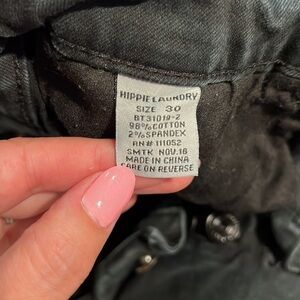 HIPPIE LAUNDRY
SIZE 30
BT31019-2
98%COTTON
2%SPANDEX
RN# 111052
SMTK NOV.16
MADE IN CHINA
CARE ON REVERSE